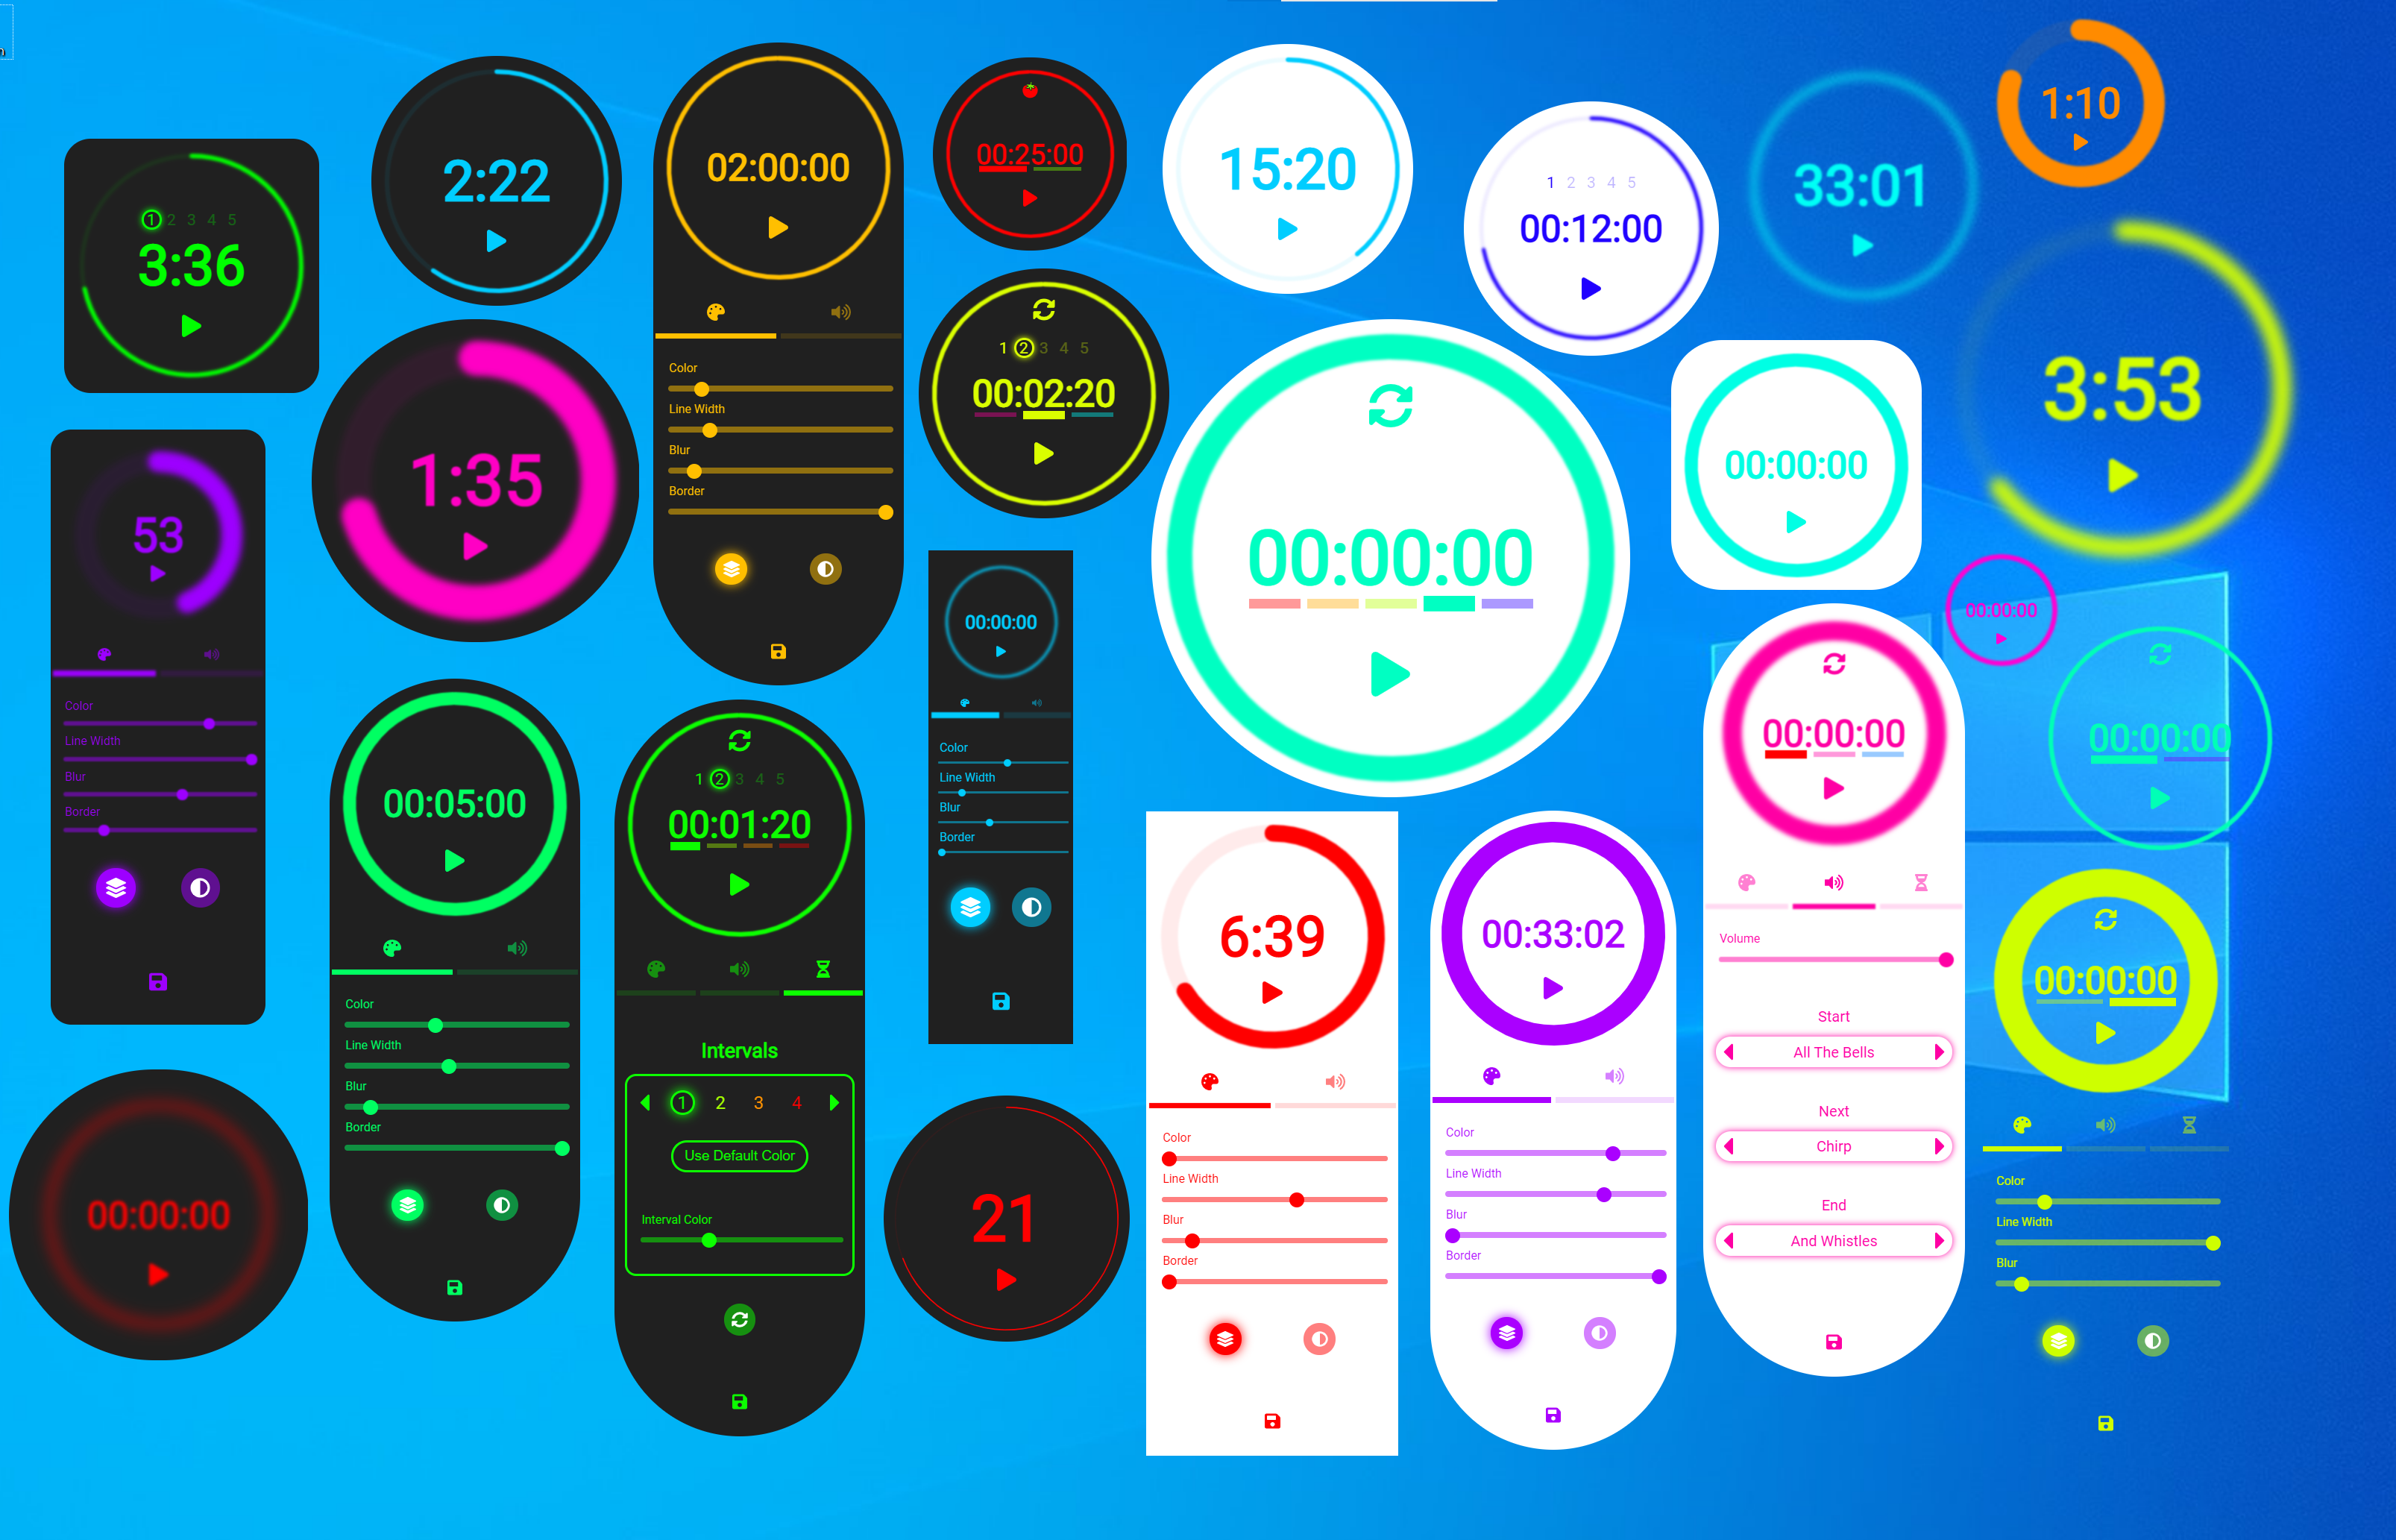 1 2 3 4 5
3:36
2:22
02:00:00
Color
Line Width
Blur
Border
00:25:00
15:20
1 2 3 4 5
00:12:00
33:01
1:10
53
Color
Line Width
Blur
Border
1:35
1 2 3 4 5
00:02:20
00:00:00
00:00:00
3:53
00:00:00
00:00:00
00:05:00
Color
Line Width
Blur
Border
1 2 3 4 5
00:01:20
Intervals
1 2 3 4
Use Default Color
Interval Color
00:00:00
Color
Line Width
Blur
Border
6:39
Color
Line Width
Blur
Border
00:33:02
Color
Line Width
Blur
Border
00:00:00
Volume
Start
All The Bells
Next
Chirp
End
And Whistles
00:00:00
Color
Line Width
Blur
00:00:00
21